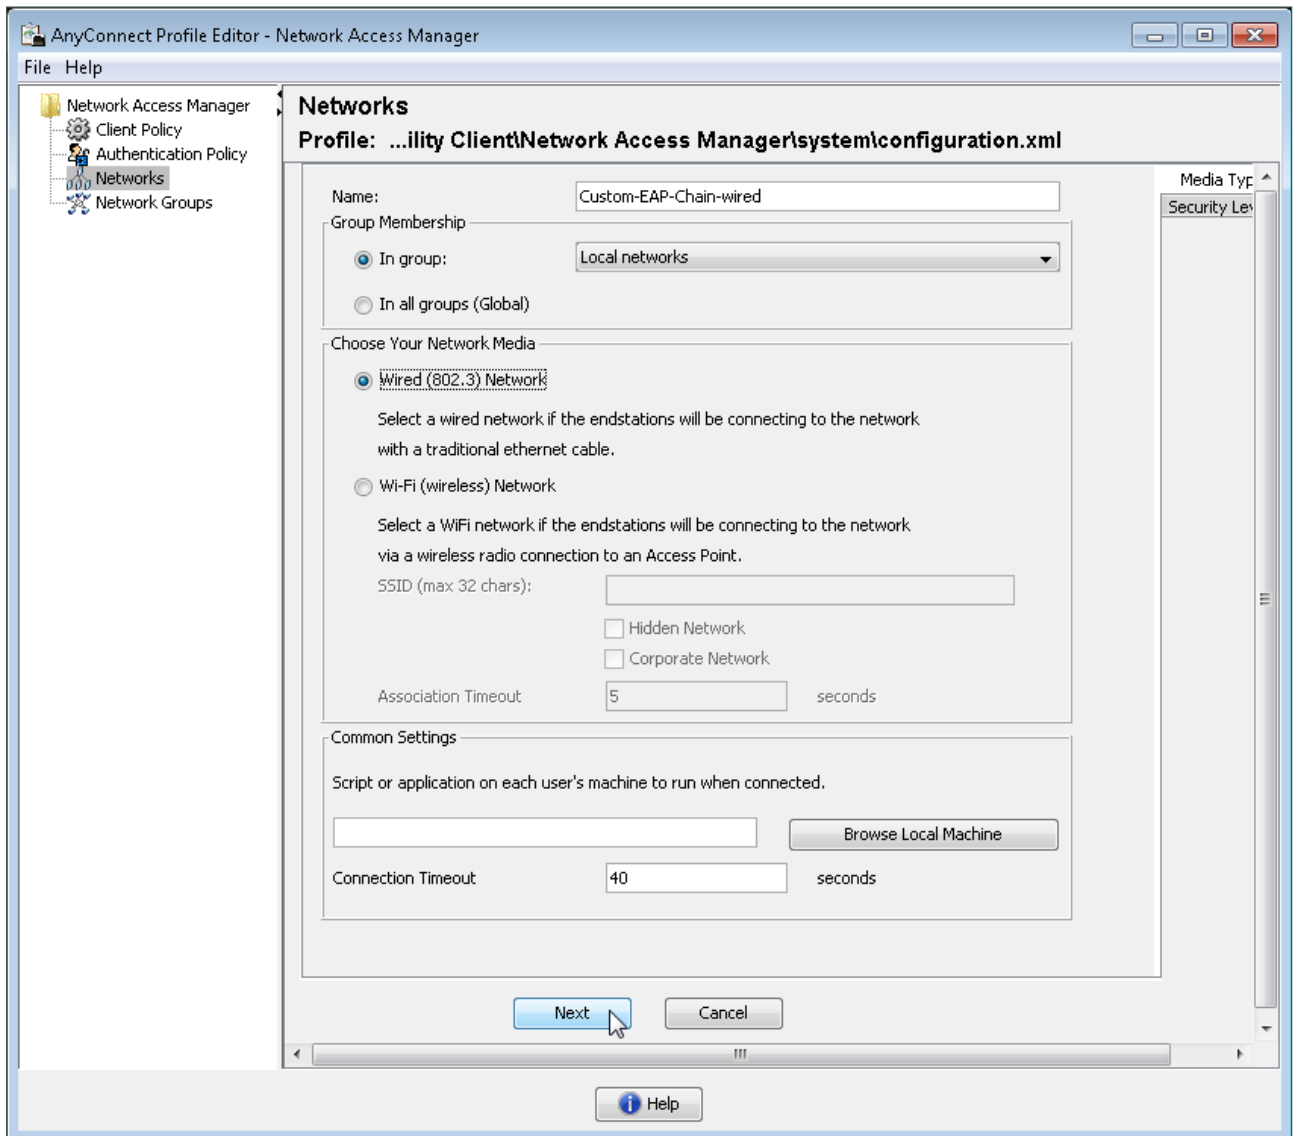 AnyConnect Profile Editor - Network Access Manager
File Help
Network Access Manager
Client Policy
Authentication Policy
Networks
Network Groups
Networks
Profile: ...ility Client\Network Access Manager\system\configuration.xml
Media Typ
Security Lev
Name: Custom-EAP-Chain-wired
Group Membership
In group: Local networks
In all groups (Global)
Choose Your Network Media
Wired (802.3) Network
Select a wired network if the endstations will be connecting to the network
with a traditional ethernet cable.
Wi-Fi (wireless) Network
Select a WiFi network if the endstations will be connecting to the network
via a wireless radio connection to an Access Point.
SSID (max 32 chars):
Hidden Network
Corporate Network
Association Timeout 5 seconds
Common Settings
Script or application on each user's machine to run when connected.
Browse Local Machine
Connection Timeout 40 seconds
Next Cancel
Help